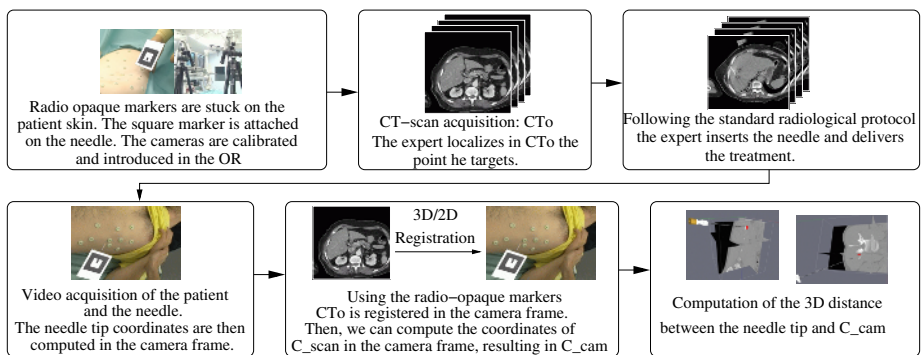 Radio opaque markers are stuck on the
patient skin. The square marker is attached
on the needle. The cameras are calibrated
and introduced in the OR
CT−scan acquisition: CTo
The expert localizes in CTo the
point he targets.
Following the standard radiological protocol
the expert inserts the needle and delivers
the treatment.
Video acquisition of the patient
and the needle.
The needle tip coordinates are then
computed in the camera frame.
3D/2D
Registration
Using the radio−opaque markers
CTo is registered in the camera frame.
Then, we can compute the coordinates of
C_scan in the camera frame, resulting in C_cam
Computation of the 3D distance
between the needle tip and C_cam